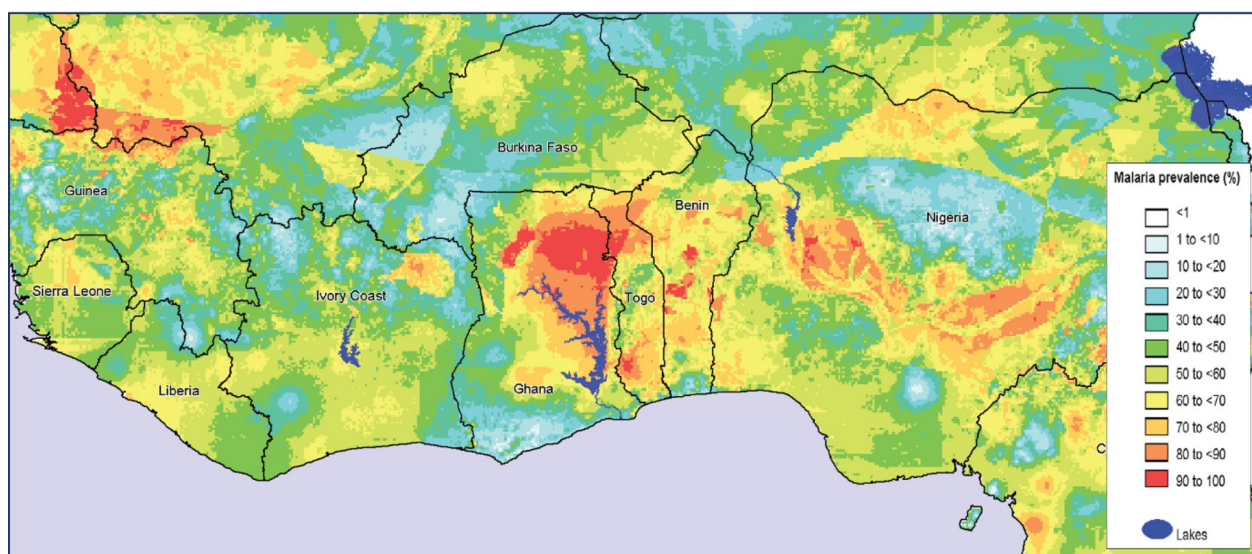 Burkina Faso
Guinea
Benin
Nigeria
Sierra Leone
Ivory Coast
Togo
Liberia
Ghana
C
Malaria prevalence (%)
<1
1 to <10
10 to <20
20 to <30
30 to <40
40 to <50
50 to <60
60 to <70
70 to <80
80 to <90
90 to 100
Lakes